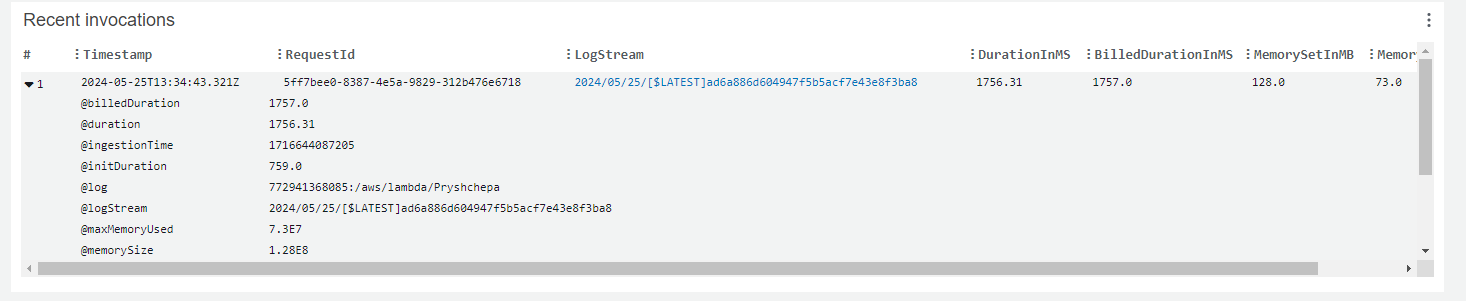 Recent invocations
# Timestamp RequestId LogStream DurationInMS BilledDurationInMS MemorySetInMB Memory
1 2024-05-25T13:34:43.321Z 5ff7bee0-8387-4e5a-9829-312b476e6718 2024/05/25/[$LATEST]ad6a886d604947f5b5acf7e43e8f3ba8 1756.31 1757.0 128.0 73.0
@billedDuration 1757.0
@duration 1756.31
@ingestionTime 1716644087205
@initDuration 759.0
@log 772941368085:/aws/lambda/Pryshchepa
@logStream 2024/05/25/[$LATEST]ad6a886d604947f5b5acf7e43e8f3ba8
@maxMemoryUsed 7.3E7
@memorySize 1.28E8